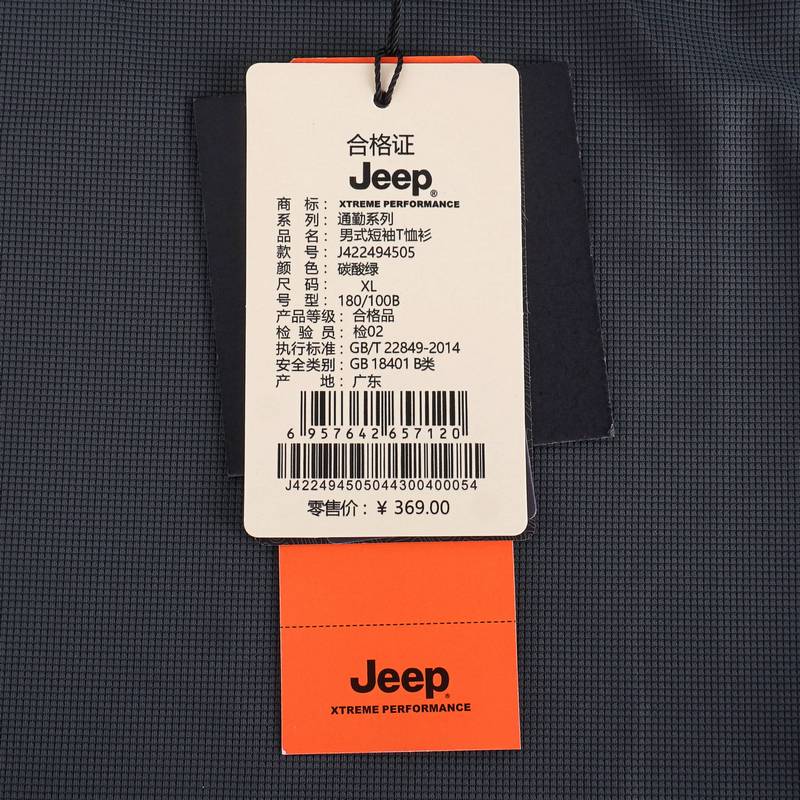 合格证
Jeep®
商 标： XTREME PERFORMANCE
系 列： 通勤系列
品 名： 男式短袖T恤衫
款 号： J422494505
颜 色： 碳酸绿
尺 码： XL
号 型： 180/100B
产品等级： 合格品
检 验 员： 检02
执行标准： GB/T 22849-2014
安全类别： GB 18401 B类
产 地： 广东
6 957642 657120
J422494505044300400054
零售价：¥ 369.00
Jeep®
XTREME PERFORMANCE